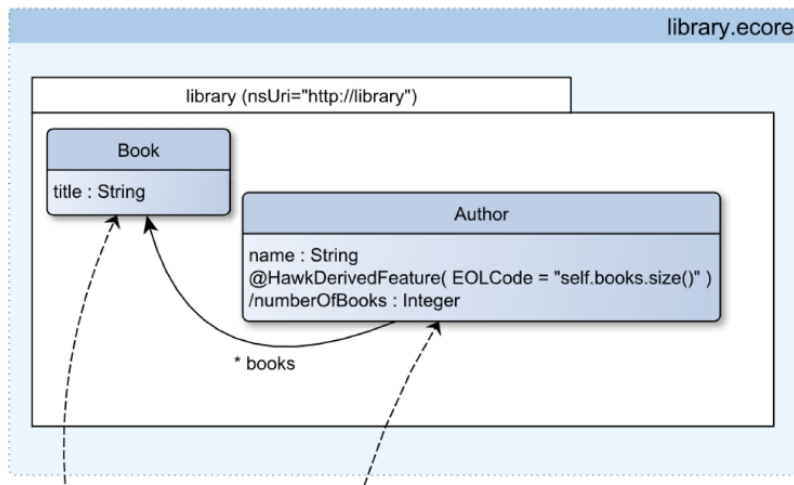 library.ecore
library (nsUri="http://library")
Book
title : String
Author
name : String
@HawkDerivedFeature( EOLCode = "self.books.size()" )
/numberOfBooks : Integer
* books